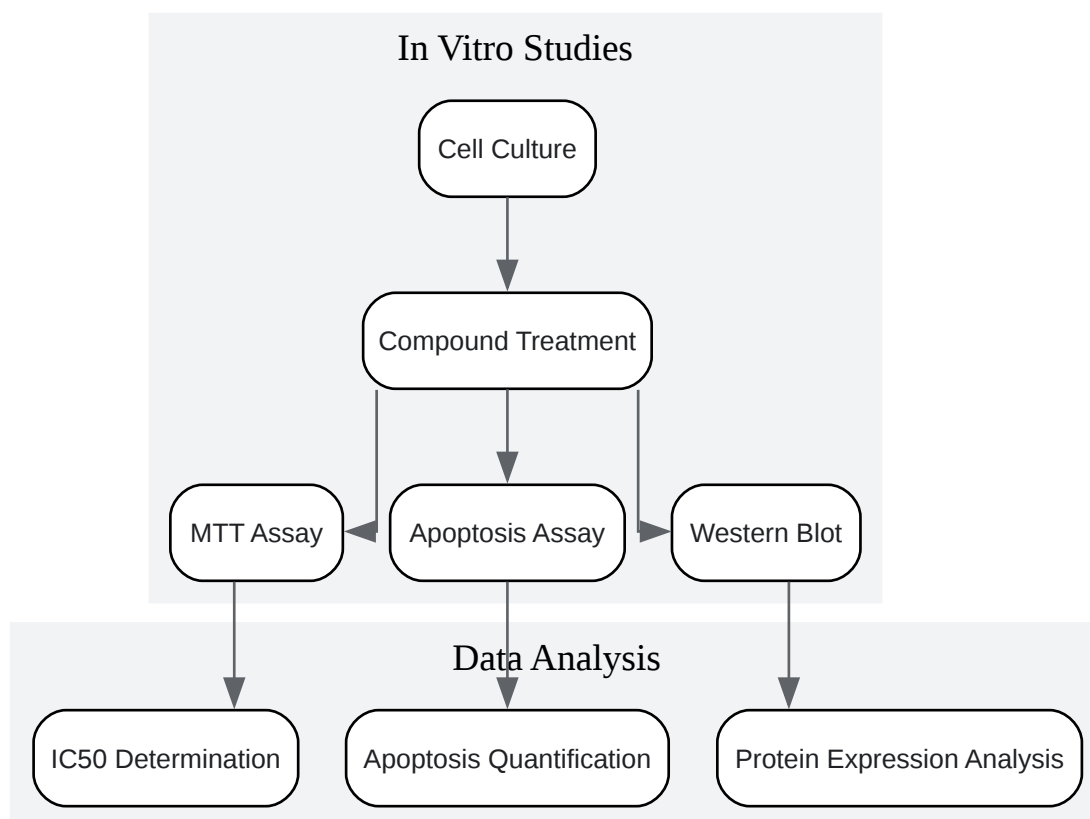 In Vitro Studies
Cell Culture
Compound Treatment
MTT Assay
Apoptosis Assay
Western Blot
Data Analysis
IC50 Determination
Apoptosis Quantification
Protein Expression Analysis